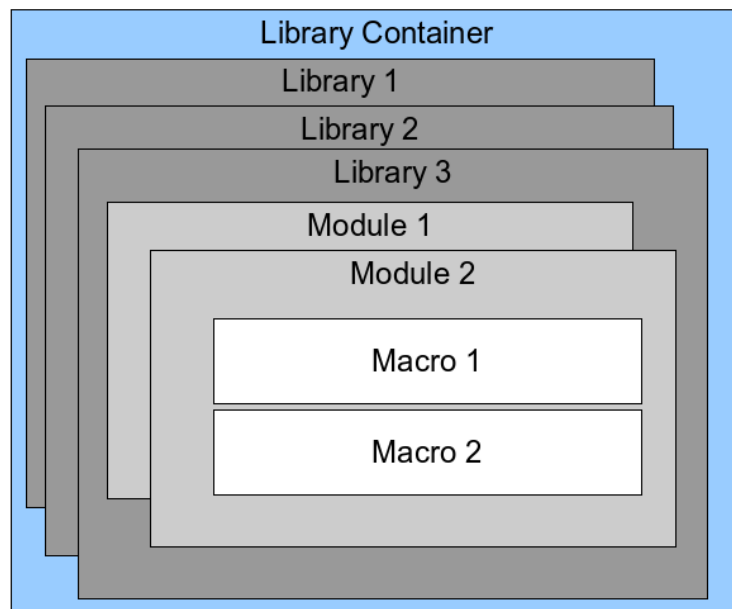 Library Container
Library 1
Library 2
Library 3
Module 1
Module 2
Macro 1
Macro 2